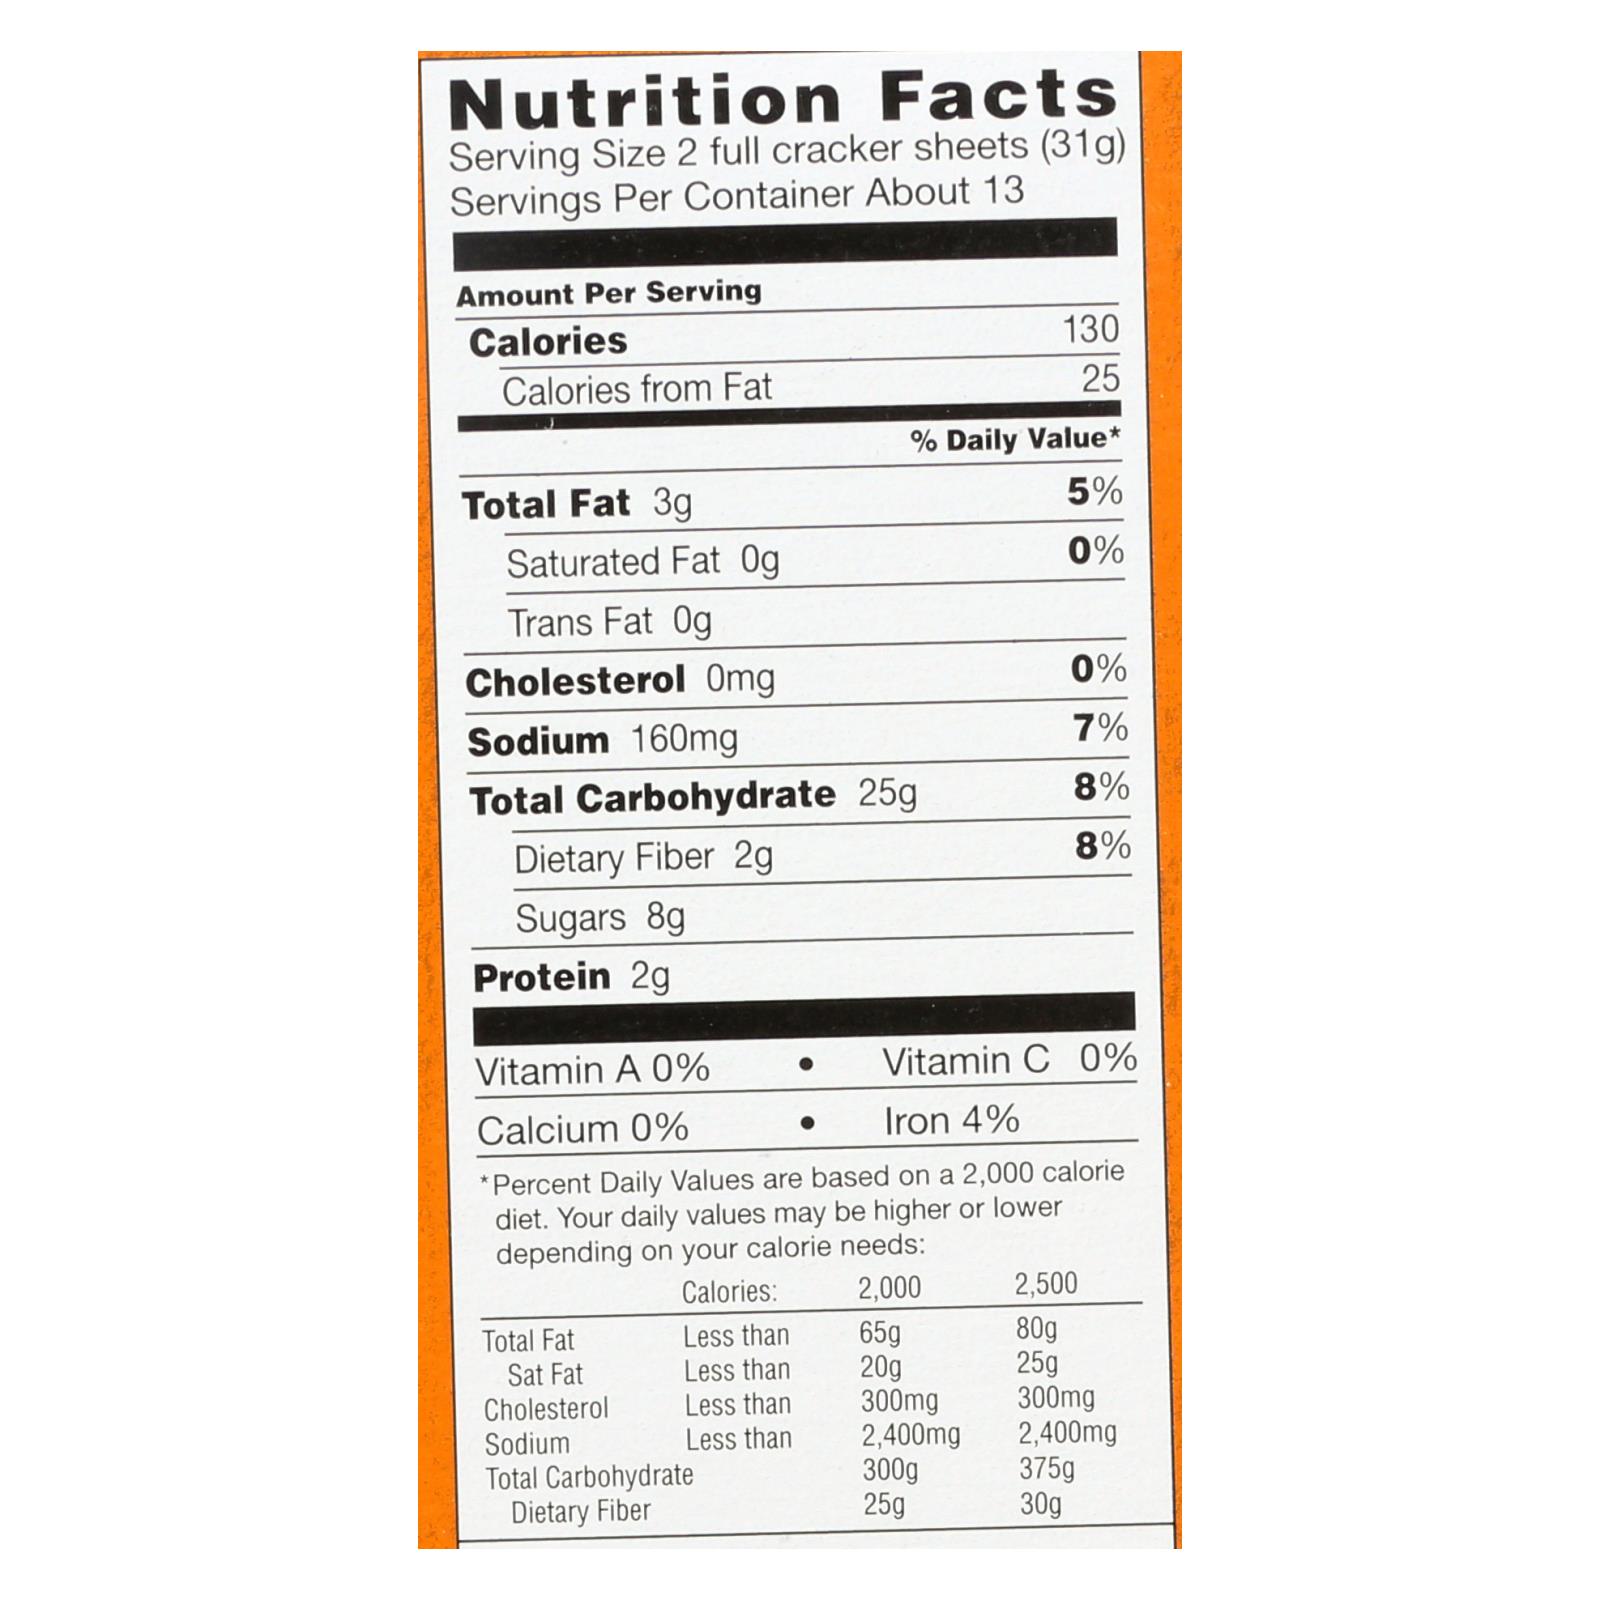 Nutrition Facts
Serving Size 2 full cracker sheets (31g)
Servings Per Container About 13
Amount Per Serving
Calories 130
Calories from Fat 25
% Daily Value*
Total Fat 3g 5%
Saturated Fat 0g 0%
Trans Fat 0g
Cholesterol 0mg 0%
Sodium 160mg 7%
Total Carbohydrate 25g 8%
Dietary Fiber 2g 8%
Sugars 8g
Protein 2g
Vitamin A 0% • Vitamin C 0%
Calcium 0% • Iron 4%
*Percent Daily Values are based on a 2,000 calorie
diet. Your daily values may be higher or lower
depending on your calorie needs:
Calories: 2,000 2,500
Total Fat Less than 65g 80g
Sat Fat Less than 20g 25g
Cholesterol Less than 300mg 300mg
Sodium Less than 2,400mg 2,400mg
Total Carbohydrate 300g 375g
Dietary Fiber 25g 30g